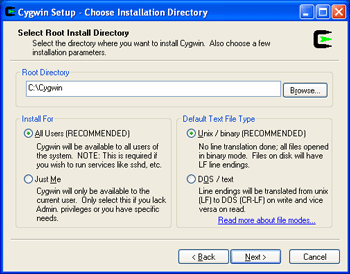 Cygwin Setup - Choose Installation Directory
Select Root Install Directory
Select the directory where you want to install Cygwin. Also choose a few
installation parameters.
Root Directory
C:\Cygwin
Browse...
Install For
All Users (RECOMMENDED)
Cygwin will be available to all users of
the system. NOTE: This is required if
you wish to run services like sshd, etc.
Just Me
Cygwin will only be available to the
current user. Only select this if you lack
Admin. privileges or you have specific
needs.
Default Text File Type
Unix / binary (RECOMMENDED)
No line translation done; all files opened
in binary mode. Files on disk will have
LF line endings.
DOS / text
Line endings will be translated from unix
(LF) to DOS (CR-LF) on write and vice
versa on read.
Read more about file modes...
< Back
Next >
Cancel